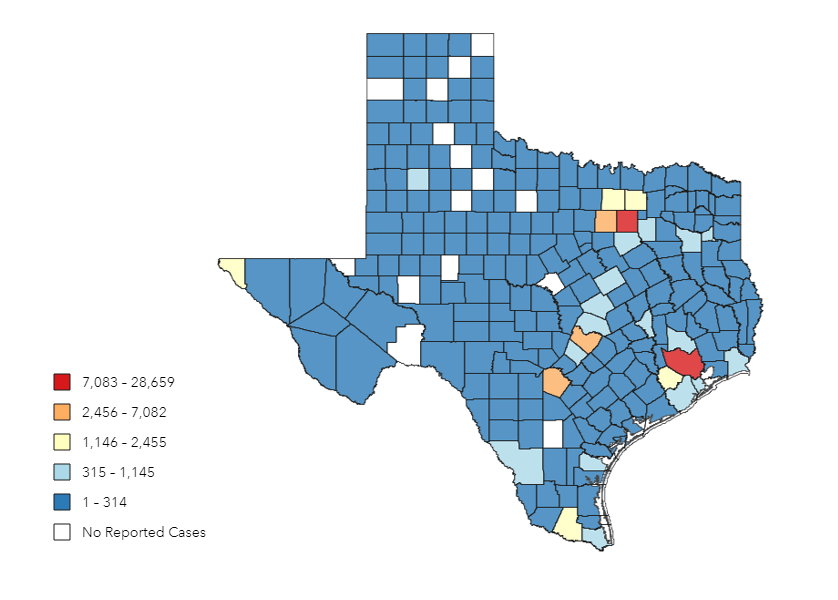 7,083 - 28,659
2,456 - 7,082
1,146 - 2,455
315 - 1,145
1 - 314
No Reported Cases